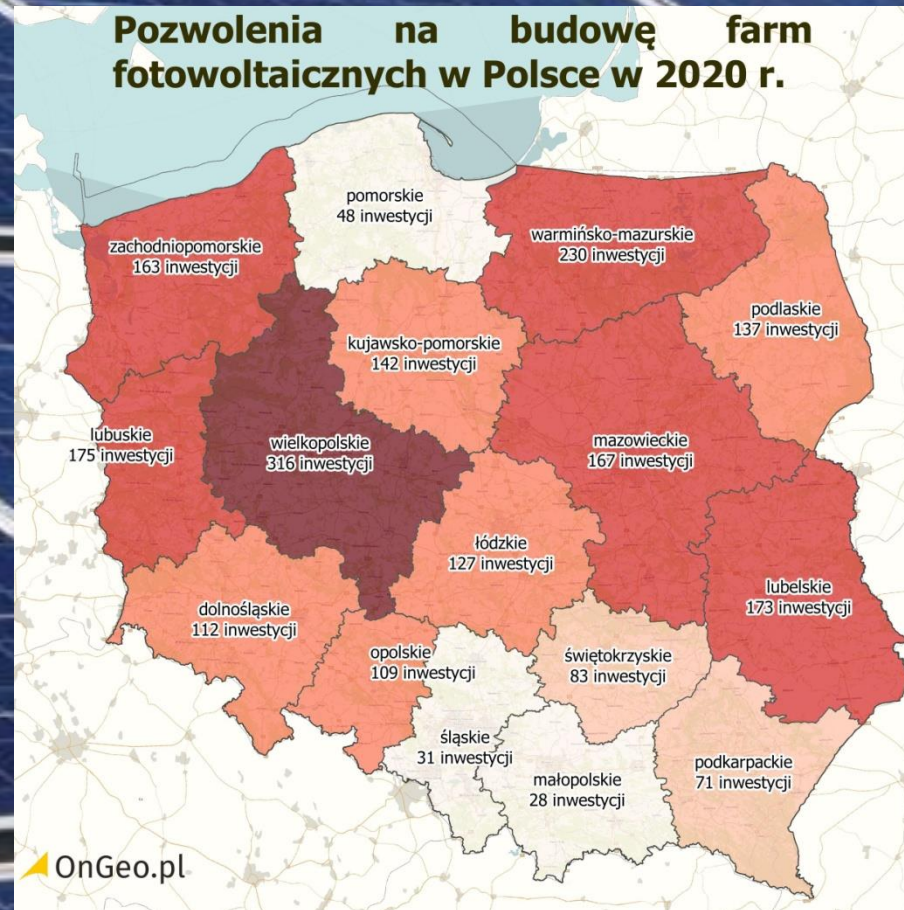 Pozwolenia na budowę farm
fotowoltaicznych w Polsce w 2020 r.
pomorskie
48 inwestycji
zachodniopomorskie
163 inwestycji
warmińsko-mazurskie
230 inwestycji
podlaskie
137 inwestycji
kujawsko-pomorskie
142 inwestycji
lubuskie
175 inwestycji
wielkopolskie
316 inwestycji
mazowieckie
167 inwestycji
łódzkie
127 inwestycji
lubelskie
173 inwestycji
dolnośląskie
112 inwestycji
opolskie
109 inwestycji
świętokrzyskie
83 inwestycji
śląskie
31 inwestycji
małopolskie
28 inwestycji
podkarpackie
71 inwestycji
OnGeo.pl